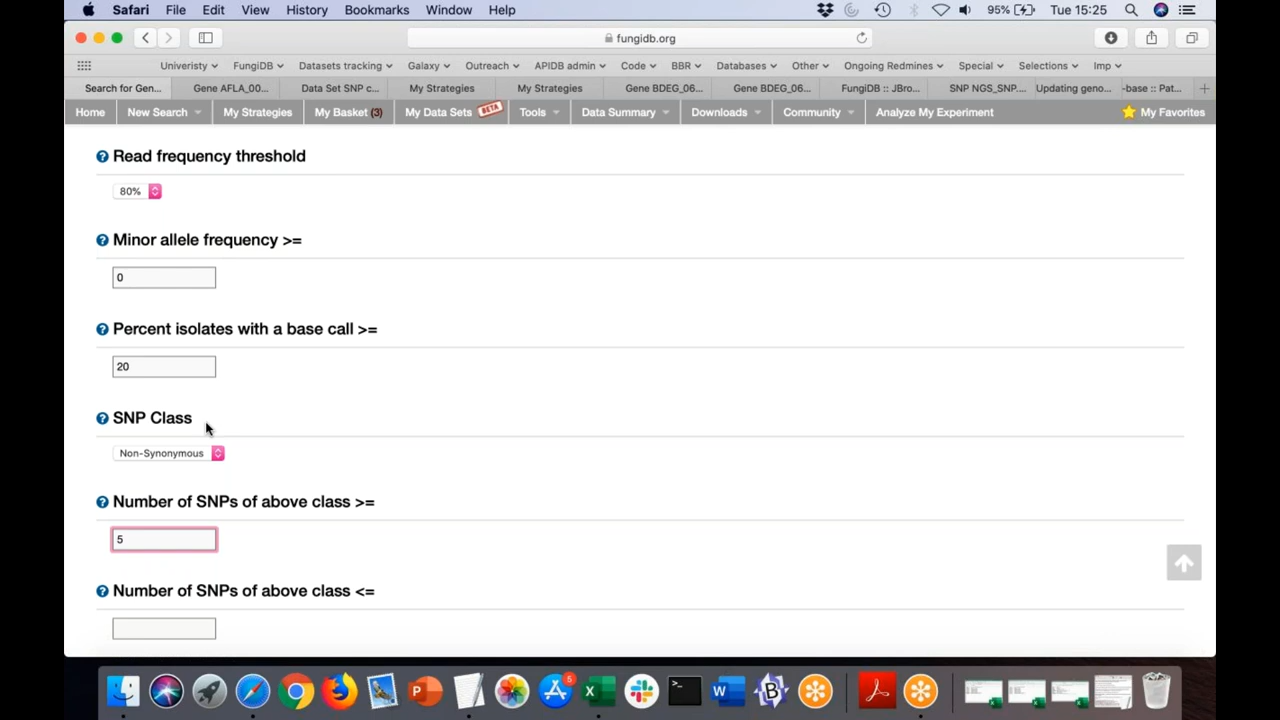 Safari File Edit View History Bookmarks Window Help 95% Tue 15:25
fungidb.org
Univeristy FungiDB Datasets tracking Galaxy Outreach APIDB admin Code BBR Databases Other Ongoing Redmines Special Selections Imp
Search for Gen... Gene AFLA_00... Data Set SNP c... My Strategies My Strategies Gene BDEG_06... Gene BDEG_06... FungiDB :: JBro... SNP NGS_SNP.... Updating geno... -base :: Pat...
Home New Search My Strategies My Basket (3) My Data Sets BETA Tools Data Summary Downloads Community Analyze My Experiment My Favorites
Read frequency threshold
80%
Minor allele frequency >=
0
Percent isolates with a base call >=
20
SNP Class
Non-Synonymous
Number of SNPs of above class >=
5
Number of SNPs of above class <=
5